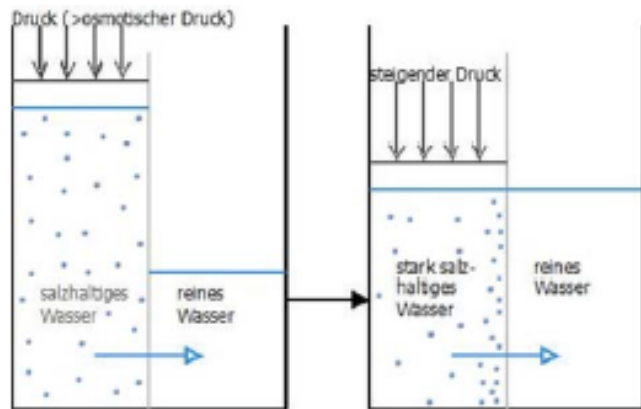 Druck (>osmotischer Druck)
salzhaltiges
Wasser
reines
Wasser
steigender Druck
stark salz-
haltiges
Wasser
reines
Wasser